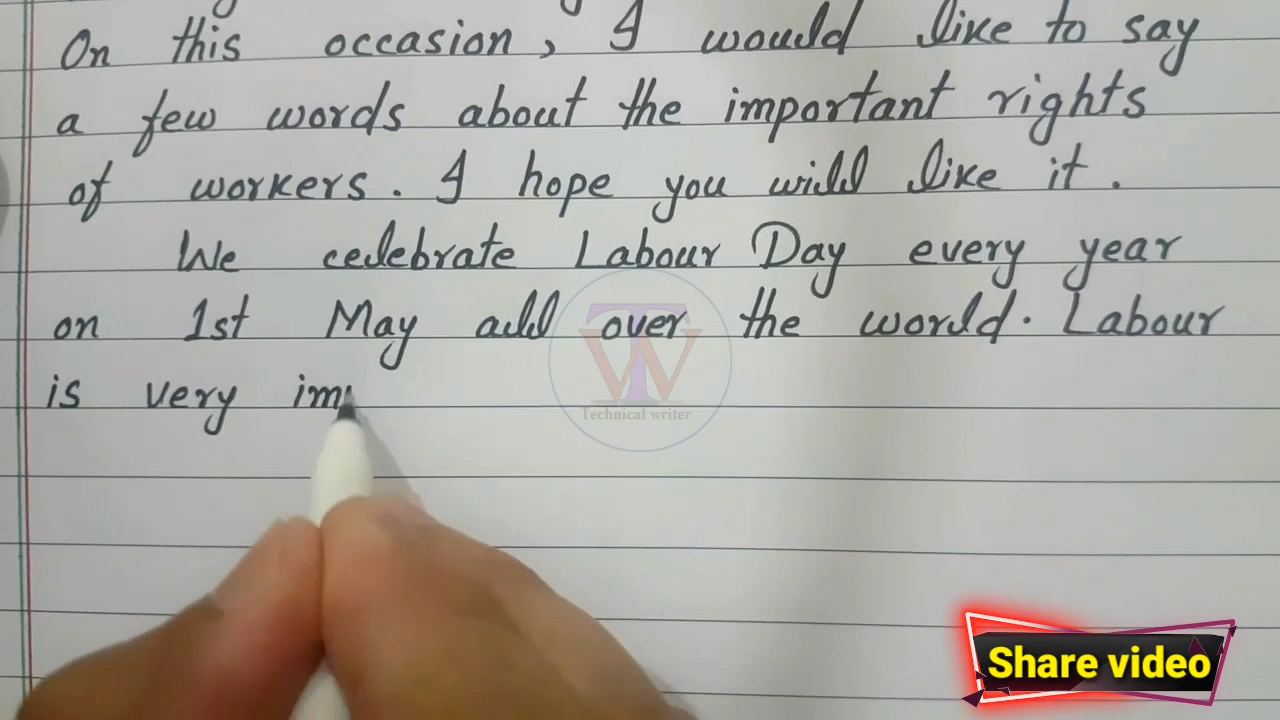 On this occasion, I would like to say
a few words about the important rights
of workers. I hope you will like it.
We celebrate Labour Day every year
on 1st May all over the world. Labour
is very im
TW
Technical writer
Share video